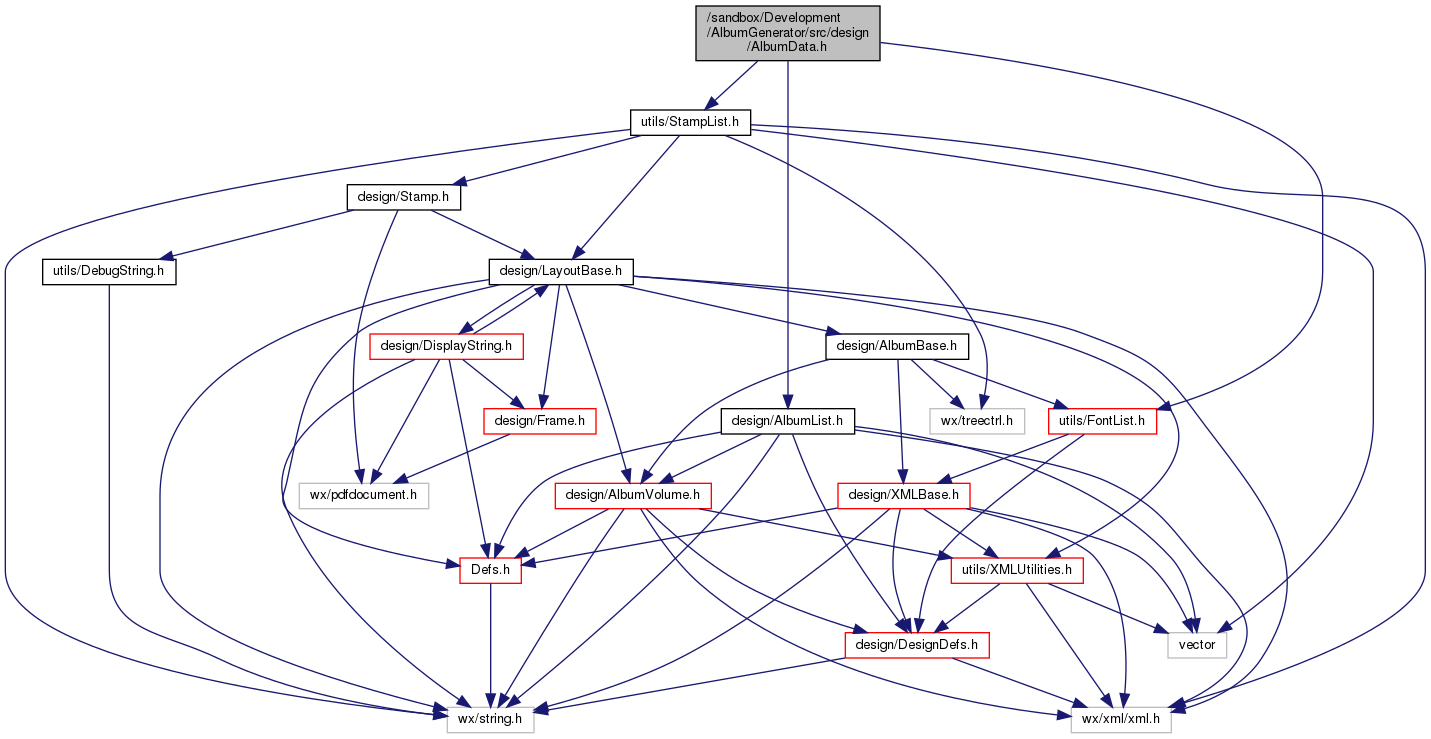 /sandbox/Development
/AlbumGenerator/src/design
/AlbumData.h
utils/StampList.h
design/Stamp.h
utils/DebugString.h
design/LayoutBase.h
design/DisplayString.h
design/AlbumBase.h
design/Frame.h
design/AlbumList.h
wx/treectrl.h
utils/FontList.h
wx/pdfdocument.h
design/AlbumVolume.h
design/XMLBase.h
Defs.h
utils/XMLUtilities.h
design/DesignDefs.h
vector
wx/string.h
wx/xml/xml.h